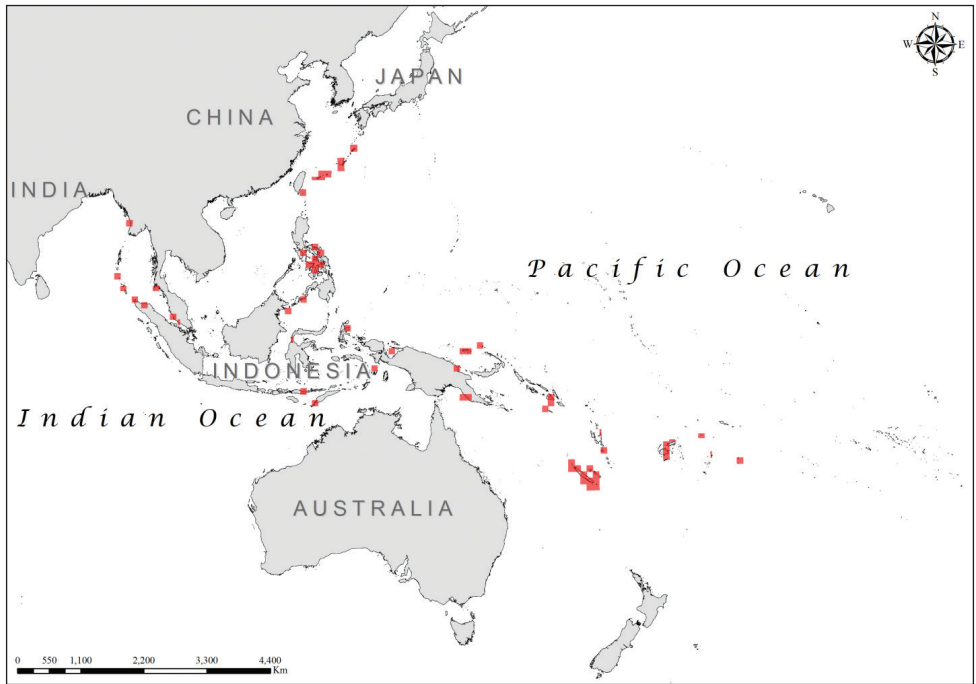 N
W E
S
JAPAN
CHINA
INDIA
Pacific Ocean
INDONESIA
Indian Ocean
AUSTRALIA
0 550 1,100 2,200 3,300 4,400
Km